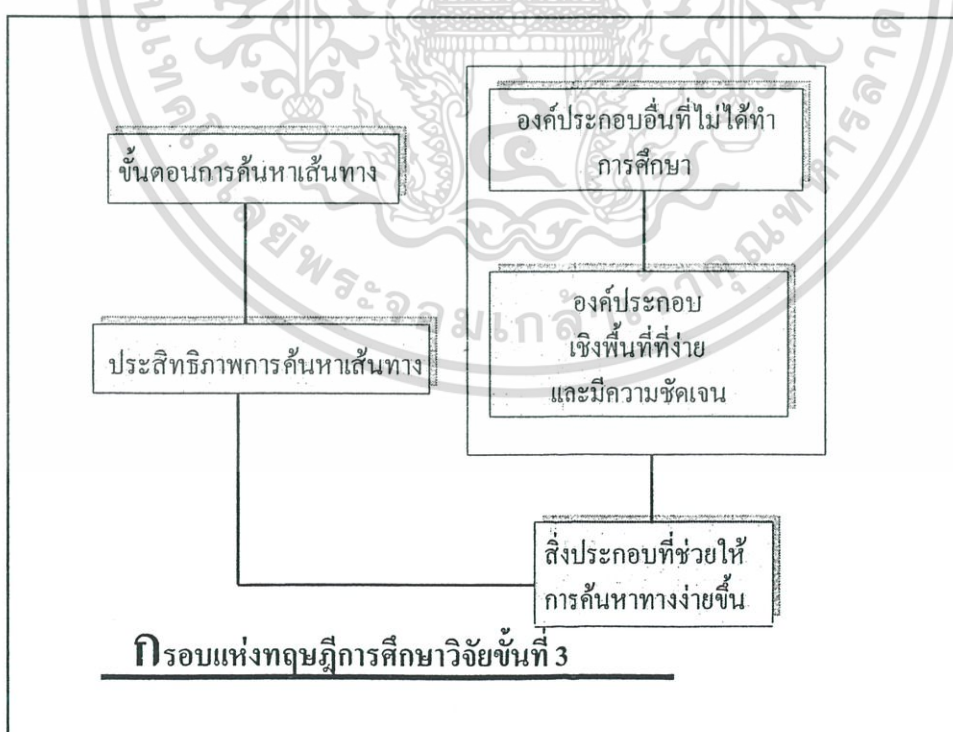 ขั้นตอนการค้นหาเส้นทาง
องค์ประกอบอื่นที่ไม่ได้ทำ
การศึกษา
ประสิทธิภาพการค้นหาเส้นทาง
องค์ประกอบ
เชิงพื้นที่ที่ง่าย
และมีความชัดเจน
สิ่งประกอบที่ช่วยให้
การค้นหาทางง่ายขึ้น
กรอบแห่งทฤษฎีการศึกษาวิจัยขั้นที่ 3